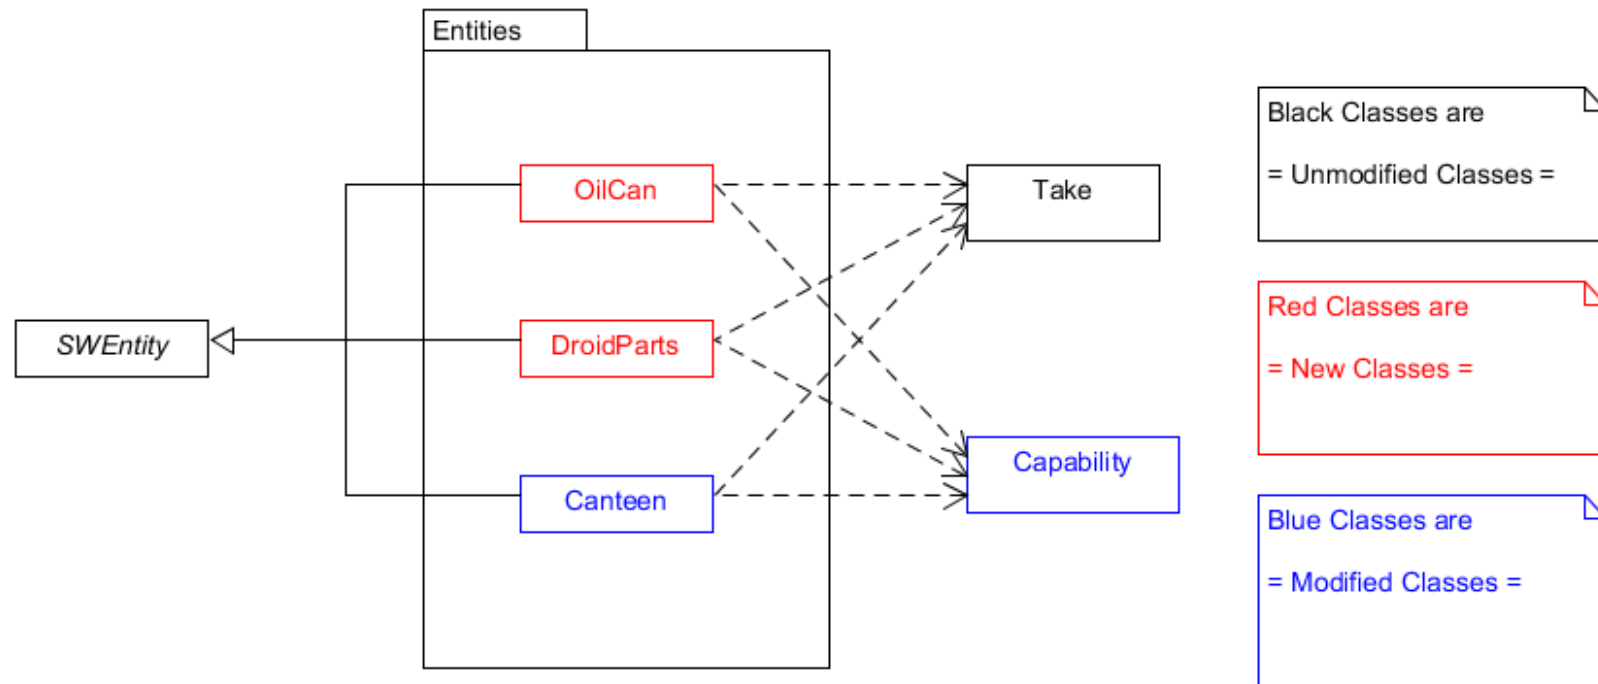 Entities
OilCan
Take
Black Classes are
= Unmodified Classes =
SWEntity
DroidParts
Red Classes are
= New Classes =
Canteen
Capability
Blue Classes are
= Modified Classes =